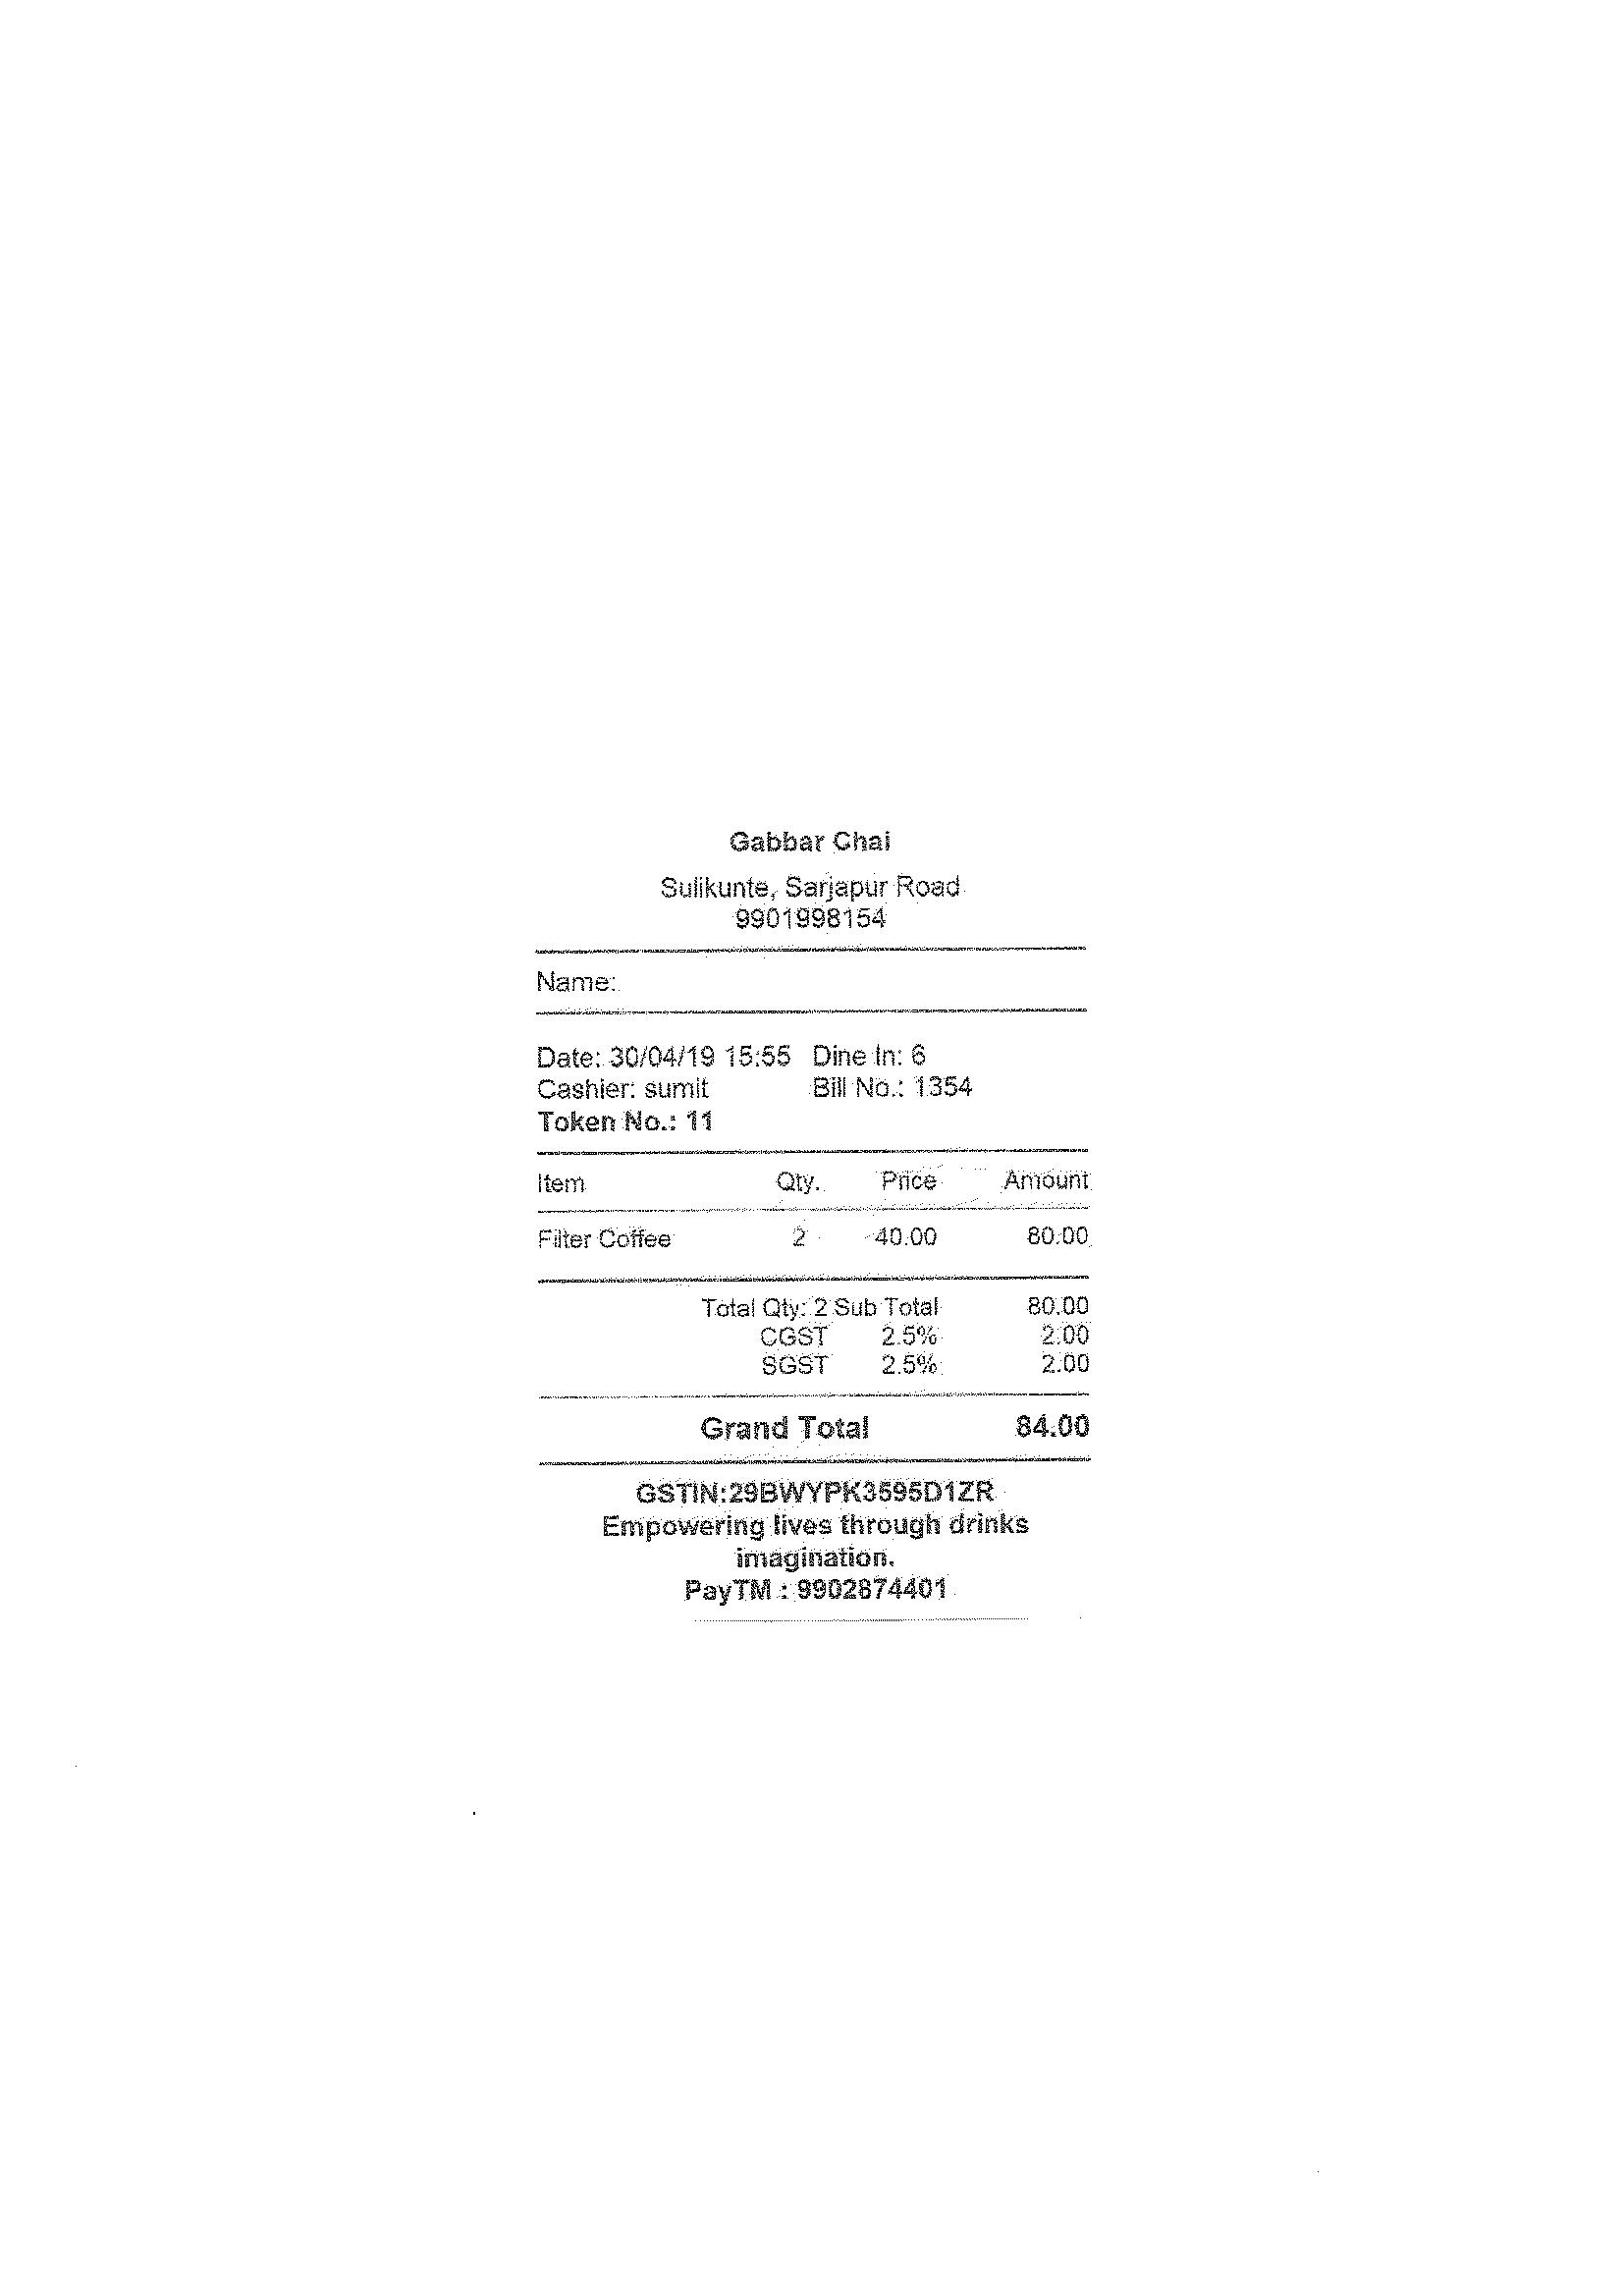 Gabbar Chai
Sulikunte, Sarjapur Road
9901998154
Name:
Date: 30/04/19 15:55 Dine In: 6
Cashier: sumit Bill No.: 1354
Token No.: 11
Item Qty. Price Amount
Filter Coffee 2 40.00 80.00
Total Qty: 2 Sub Total 80.00
CGST 2.5% 2.00
SGST 2.5% 2.00
Grand Total 84.00
GSTIN:29BWYPK3595D1ZR
Empowering lives through drinks
imagination.
PayTM : 9902874401